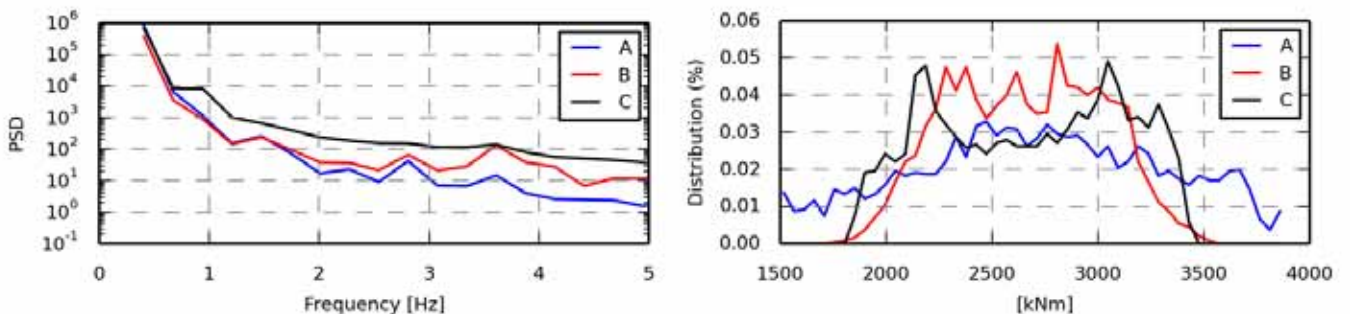 10^6
10^5
10^4
10^3
10^2
10^1
10^0
10^-1
PSD
0 1 2 3 4 5
Frequency [Hz]
A
B
C
0.06
0.05
0.04
0.03
0.02
0.01
0.00
Distribution (%)
1500 2000 2500 3000 3500 4000
[kNm]
A
B
C